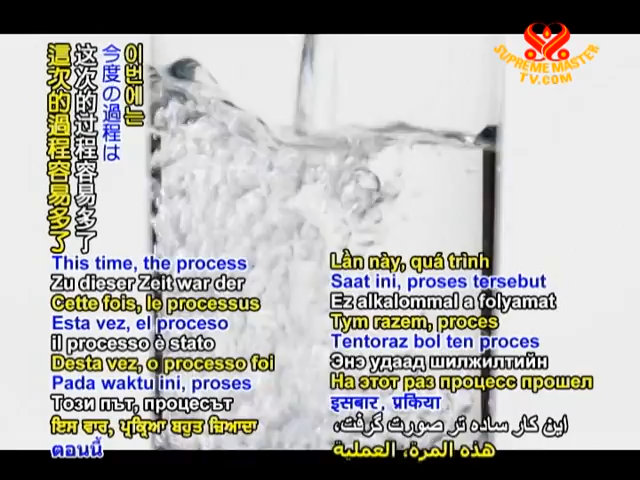 SUPREME MASTER
TV.COM
이번에는
今度の過程は
这次的过程容易多了
這次的過程容易多了
This time, the process
Zu dieser Zeit war der
Cette fois, le processus
Esta vez, el proceso
il processo è stato
Desta vez, o processo foi
Pada waktu ini, proses
Този път, процесът
ਇਸ ਵਾਰ, ਪ੍ਰਕ੍ਰਿਆ ਬਹੁਤ ਜ਼ਿਆਦਾ
ตอนนี้
Lần này, quá trình
Saat ini, proses tersebut
Ez alkalommal a folyamat
Tym razem, proces
Tentoraz bol ten proces
Энэ удаад шилжилтийн
На этот раз процесс прошел
इसबार, प्रक्रिया
این کار ساده تر صورت گرفت،
هذه المرة، العملية